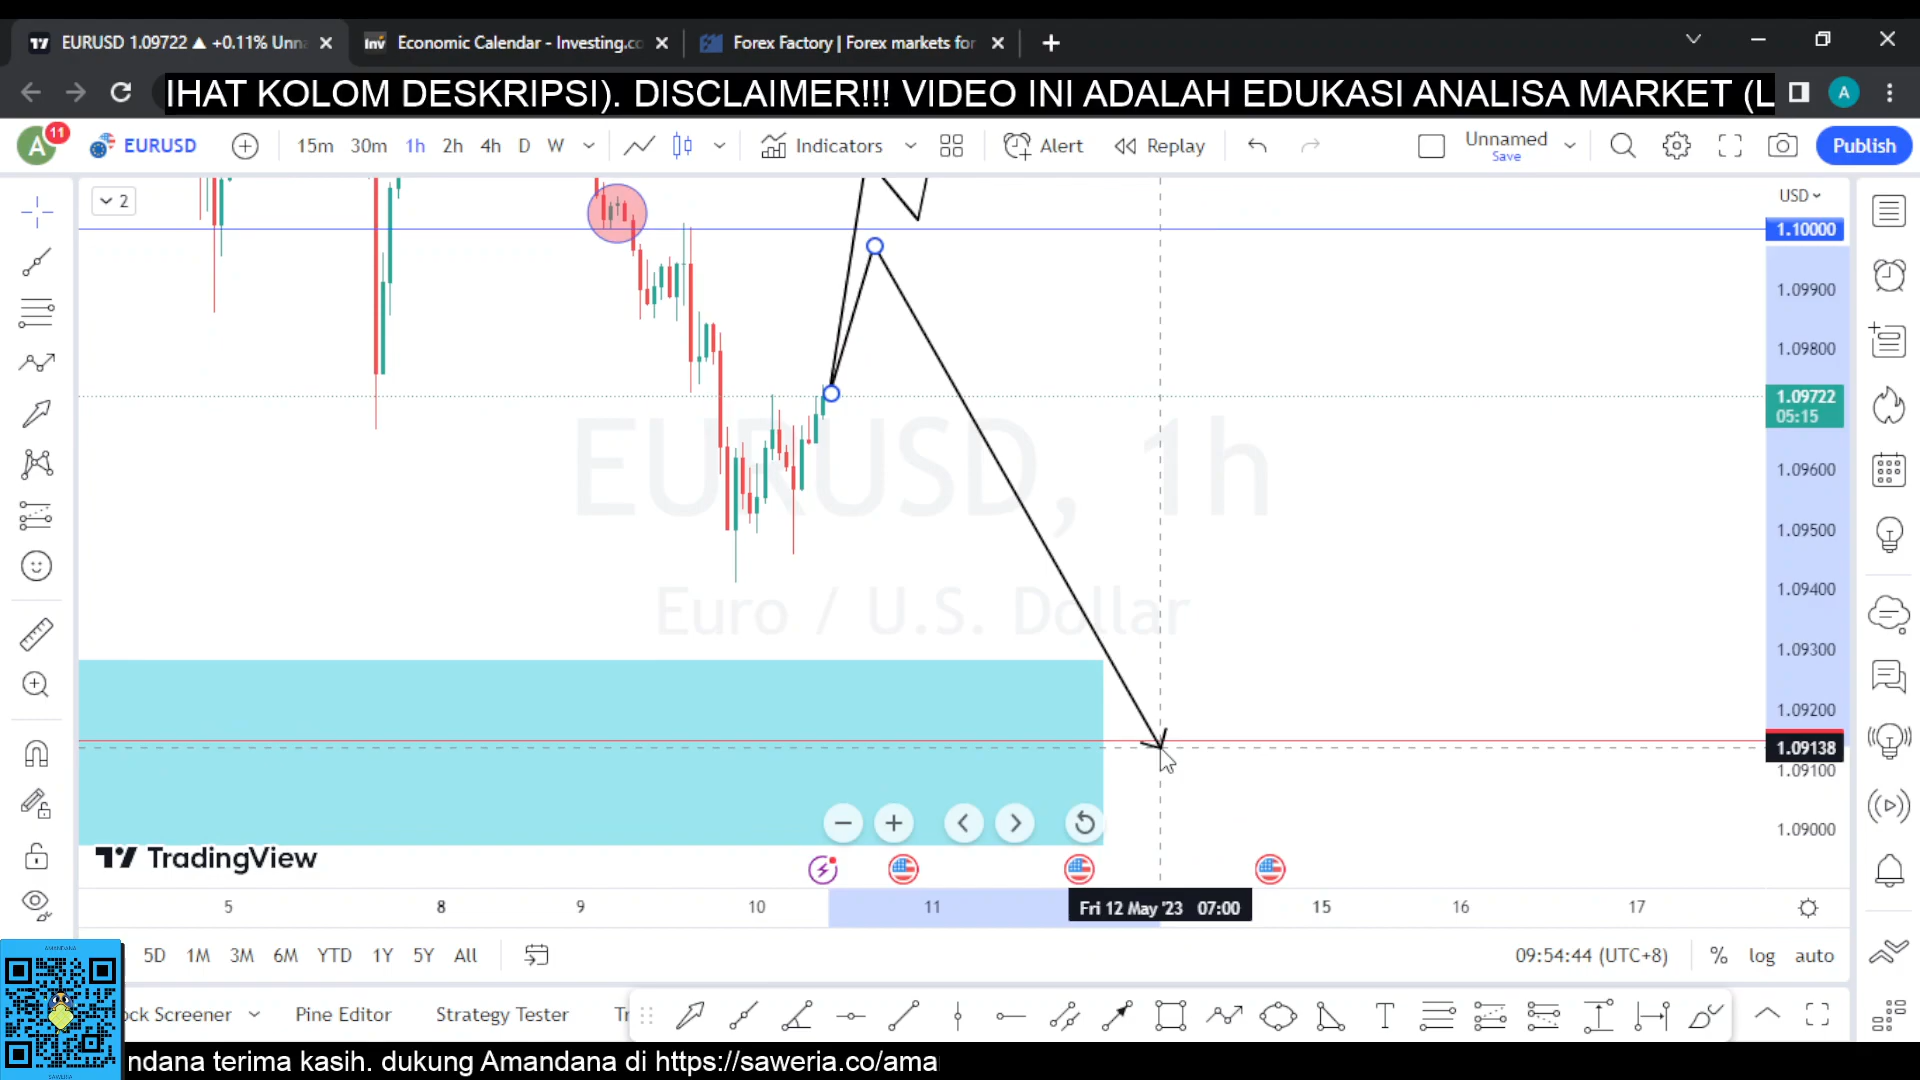 EURUSD 1.09722 ▲ +0.11% Unn
Economic Calendar - Investing.co
Forex Factory | Forex markets for
IHAT KOLOM DESKRIPSI). DISCLAIMER!!! VIDEO INI ADALAH EDUKASI ANALISA MARKET (L
A
A
11
EURUSD
15m 30m 1h 2h 4h D W
Indicators
Alert
Replay
Unnamed
Save
Publish
2
USD
1.10000
1.09900
1.09800
1.09722
05:15
1.09600
1.09500
1.09400
1.09300
1.09200
1.09138
1.09100
1.09000
EURUSD, 1h
Euro / U.S. Dollar
TradingView
5 8 9 10 11 Fri 12 May '23 07:00 15 16 17
5D 1M 3M 6M YTD 1Y 5Y All
09:54:44 (UTC+8) % log auto
ock Screener Pine Editor Strategy Tester Tr
ndana terima kasih. dukung Amandana di https://saweria.co/ama